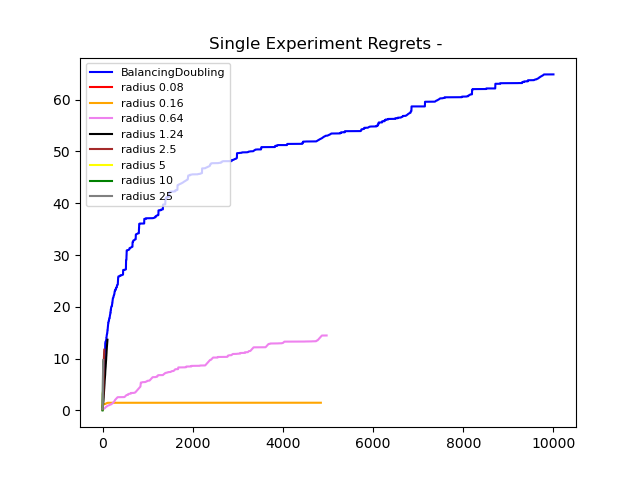 Single Experiment Regrets -
BalancingDoubling
radius 0.08
radius 0.16
radius 0.64
radius 1.24
radius 2.5
radius 5
radius 10
radius 25
60
50
40
30
20
10
0
0 2000 4000 6000 8000 10000